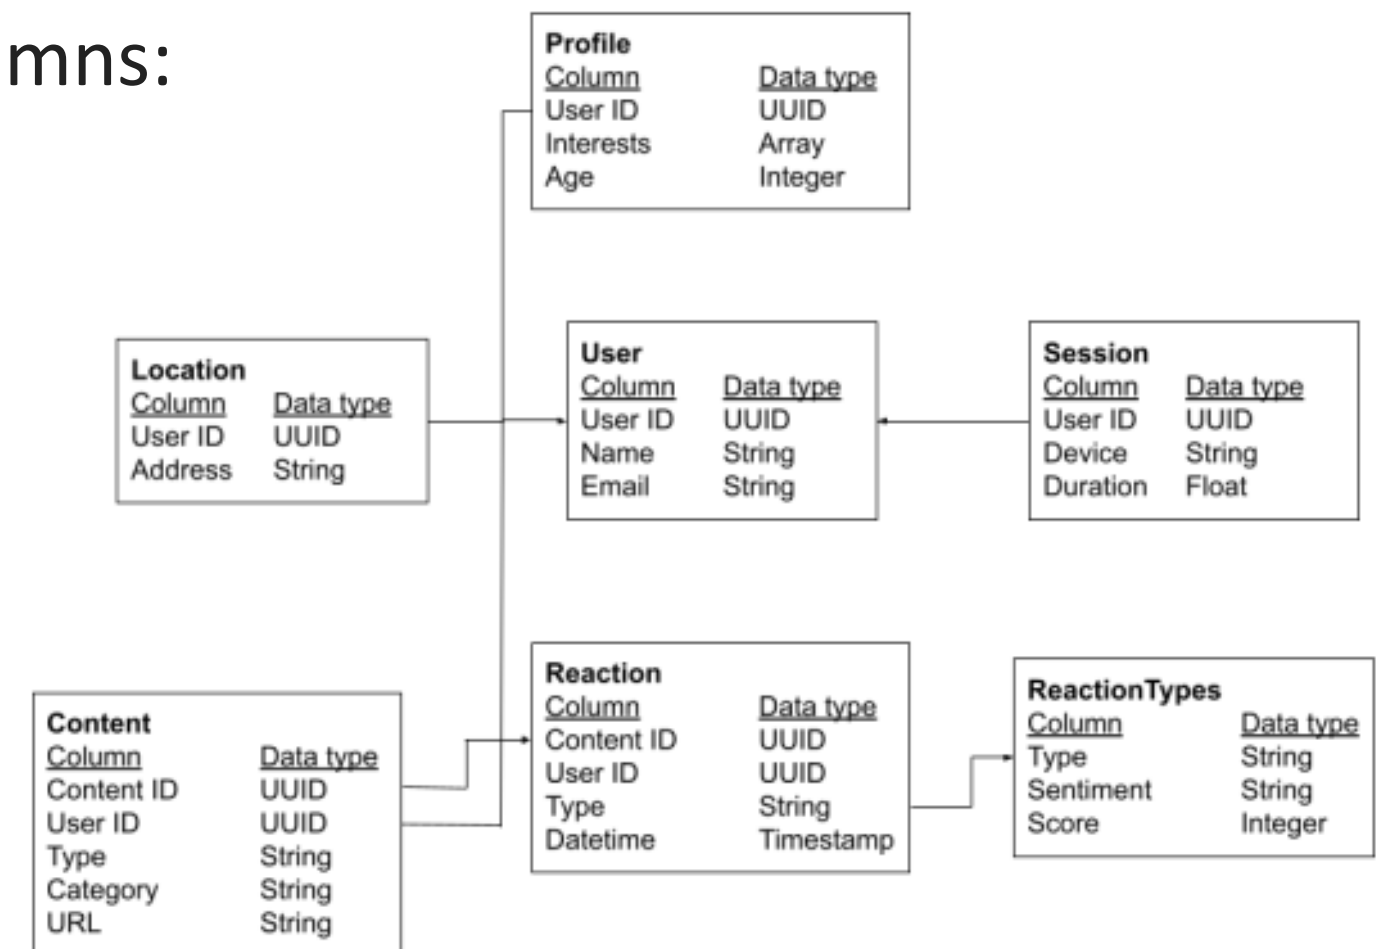 mns:
Profile
Column Data type
User ID UUID
Interests Array
Age Integer
Location
Column Data type
User ID UUID
Address String
User
Column Data type
User ID UUID
Name String
Email String
Session
Column Data type
User ID UUID
Device String
Duration Float
Content
Column Data type
Content ID UUID
User ID UUID
Type String
Category String
URL String
Reaction
Column Data type
Content ID UUID
User ID UUID
Type String
Datetime Timestamp
ReactionTypes
Column Data type
Type String
Sentiment String
Score Integer